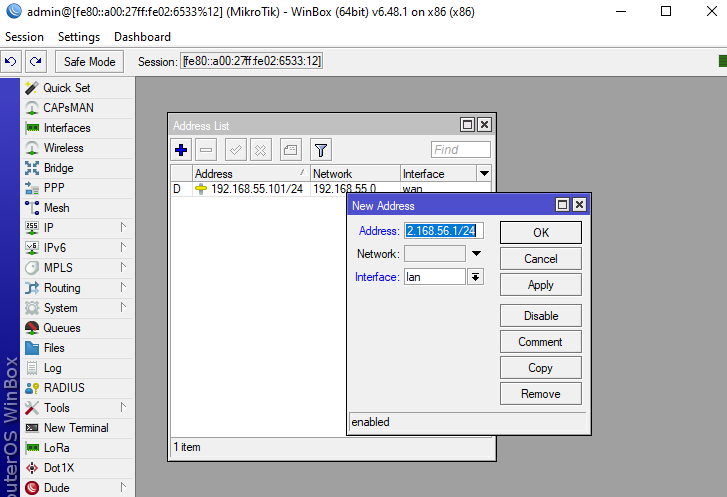 admin@[fe80::a00:27ff:fe02:6533%12] (MikroTik) - WinBox (64bit) v6.48.1 on x86 (x86)
Session Settings Dashboard
Safe Mode Session: [fe80::a00:27ff:fe02:6533:12]
Quick Set
CAPsMAN
Interfaces
Wireless
Bridge
PPP
Mesh
IP
IPv6
MPLS
Routing
System
Queues
Files
Log
RADIUS
Tools
New Terminal
LoRa
Dot1X
Dude
outerOS WinBox
Address List
Find
Address Network Interface
D 192.168.55.101/24 192.168.55.0 wan
1 item
New Address
Address: 2.168.56.1/24
Network:
Interface: lan
OK
Cancel
Apply
Disable
Comment
Copy
Remove
enabled